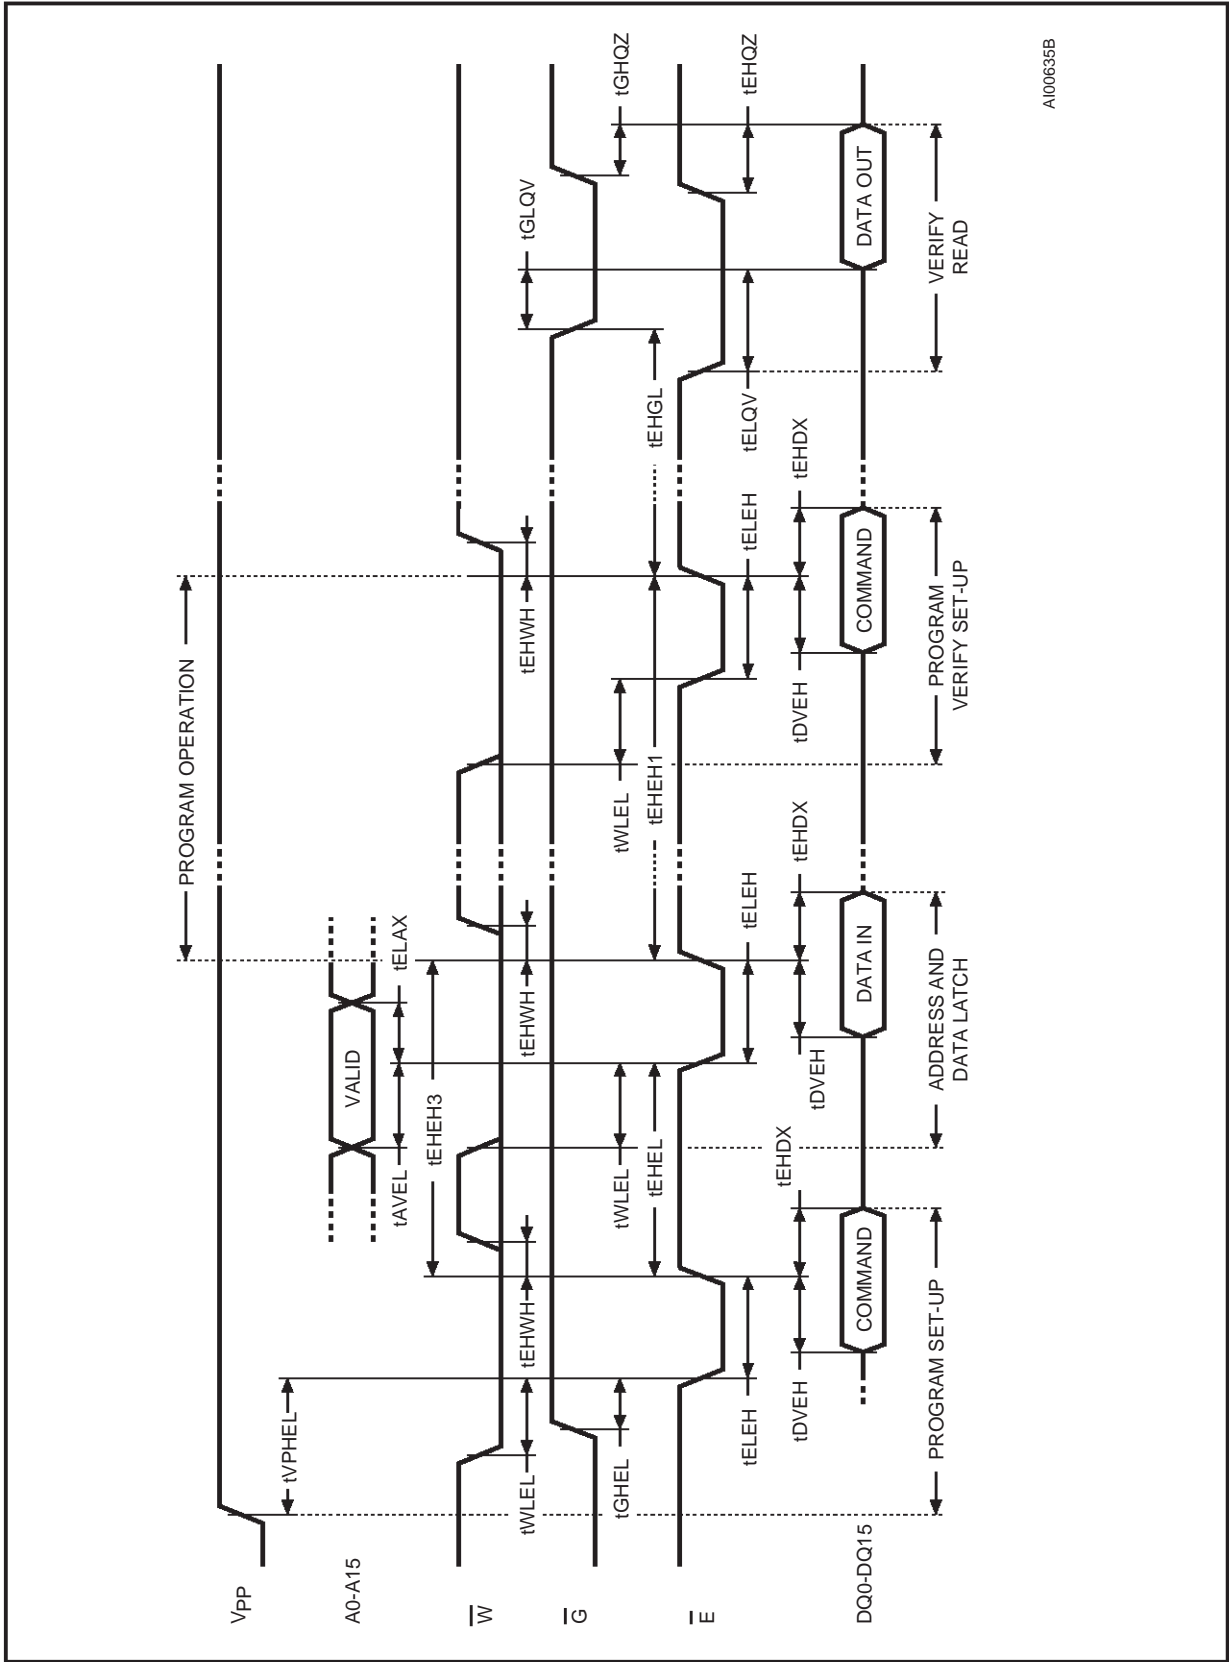 PROGRAM OPERATION
VPP
tVPHEL
A0-A15
VALID
tAVEL
tELAX
tEHEH3
W
tWLEL
tEHWH
tEHWH
tEHWH
tGLQV
G
tGHEL
tWLEL
tWLEL
tGHQZ
tEHEL
tEHEH1
tEHGL
E
tELEH
tELEH
tELEH
tELQV
tEHQZ
tDVEH
tEHDX
tDVEH
tEHDX
tDVEH
tEHDX
DQ0-DQ15
COMMAND
DATA IN
COMMAND
DATA OUT
PROGRAM SET-UP
ADDRESS AND
DATA LATCH
PROGRAM
VERIFY SET-UP
VERIFY
READ
AI00635B